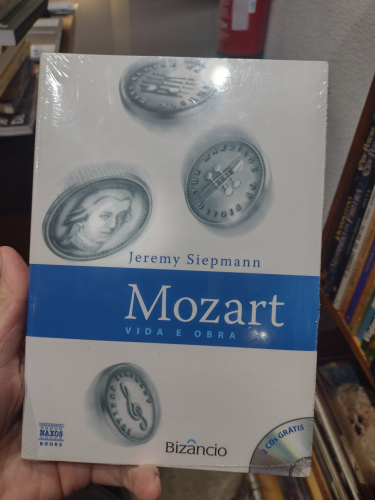 Jeremy Siepmann
Mozart
VIDA E OBRA
NAXOS
BOOKS
Bizâncio
2 CDs GRÁTIS